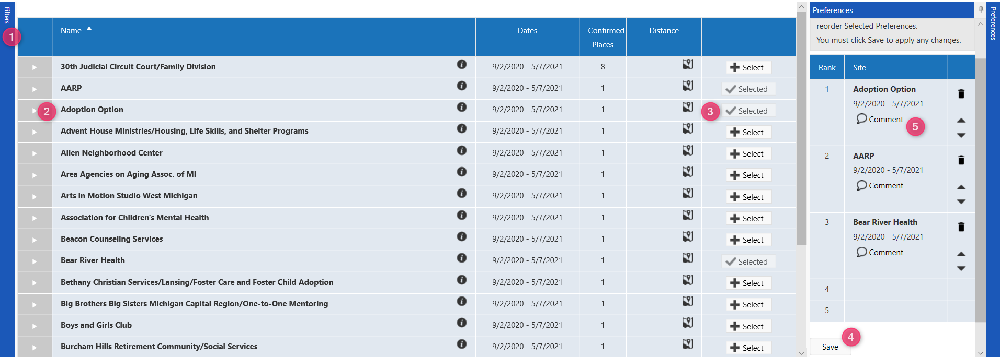 Filters
1
Name
Dates
Confirmed
Places
Distance
30th Judicial Circuit Court/Family Division 9/2/2020 - 5/7/2021 8 Select
AARP 9/2/2020 - 5/7/2021 1 Selected
2 Adoption Option 9/2/2020 - 5/7/2021 1 3 Selected
Advent House Ministries/Housing, Life Skills, and Shelter Programs 9/2/2020 - 5/7/2021 1 Select
Allen Neighborhood Center 9/2/2020 - 5/7/2021 1 Select
Area Agencies on Aging Assoc. of MI 9/2/2020 - 5/7/2021 1 Select
Arts in Motion Studio West Michigan 9/2/2020 - 5/7/2021 1 Select
Association for Children's Mental Health 9/2/2020 - 5/7/2021 1 Select
Beacon Counseling Services 9/2/2020 - 5/7/2021 1 Select
Bear River Health 9/2/2020 - 5/7/2021 1 Selected
Bethany Christian Services/Lansing/Foster Care and Foster Child Adoption 9/2/2020 - 5/7/2021 1 Select
Big Brothers Big Sisters Michigan Capital Region/One-to-One Mentoring 9/2/2020 - 5/7/2021 1 Select
Boys and Girls Club 9/2/2020 - 5/7/2021 1 Select
Burcham Hills Retirement Community/Social Services 9/2/2020 - 5/7/2021 1 Select
Preferences
reorder Selected Preferences.
You must click Save to apply any changes.
Rank Site
1 Adoption Option
9/2/2020 - 5/7/2021
Comment 5
2 AARP
9/2/2020 - 5/7/2021
Comment
3 Bear River Health
9/2/2020 - 5/7/2021
Comment
4
5
Save 4
Preferences